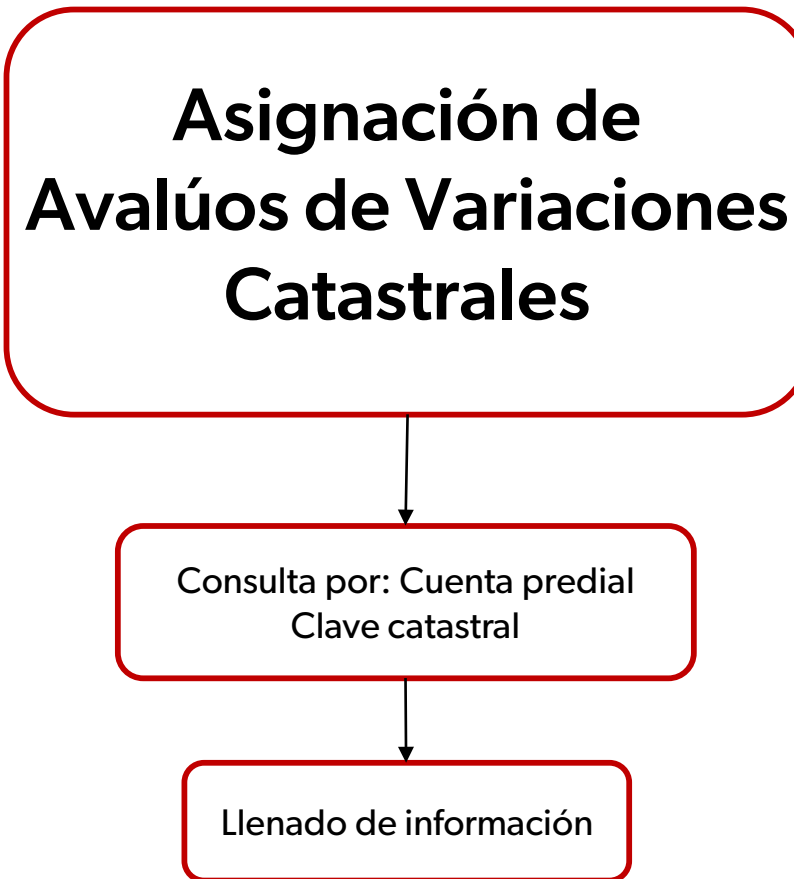 Asignación de
Avalúos de Variaciones
Catastrales
Consulta por: Cuenta predial
Clave catastral
Llenado de información